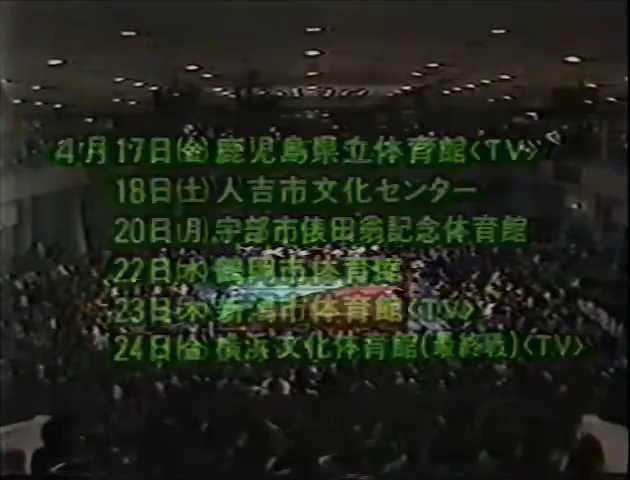 4月17日㈮鹿児島県立体育館〈TV〉
18日㈯人吉市文化センター
20日㈪宇部市俵田翁記念体育館
22日㈬鶴岡市体育館
23日㈭新潟市体育館〈TV〉
24日㈮横浜文化体育館(最終戦)〈TV〉